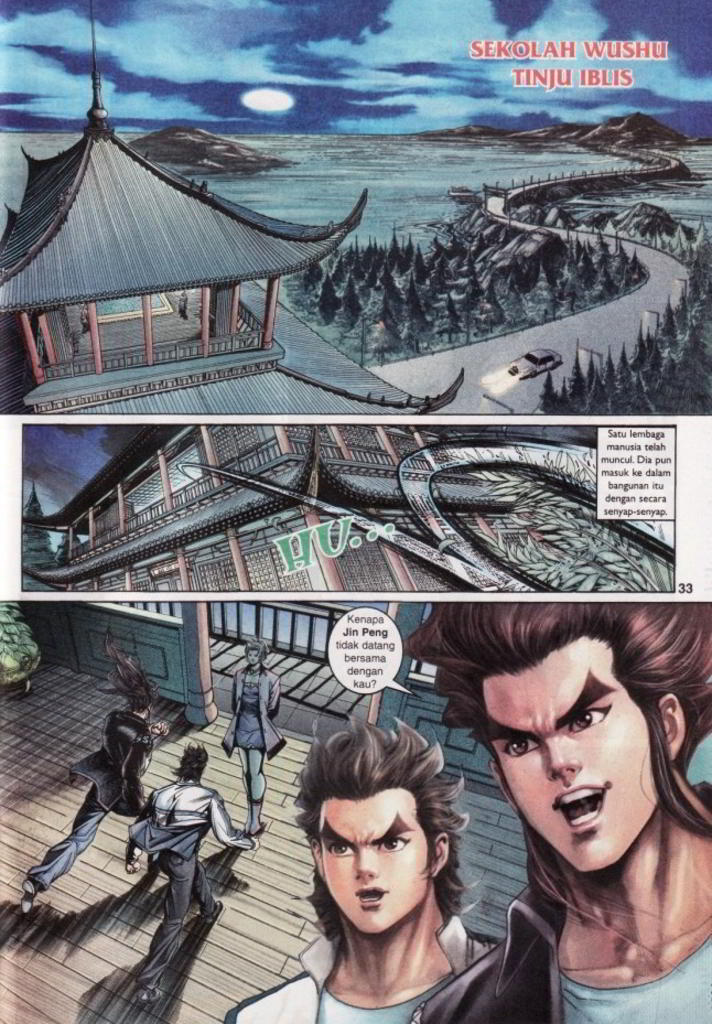 SEKOLAH WUSHU
TINJU IBLIS
Satu lembaga
manusia telah
muncul. Dia pun
masuk ke dalam
bangunan itu
dengan secara
senyap-senyap.
HU...
33
Kenapa
Jin Peng
tidak datang
bersama
dengan
kau?